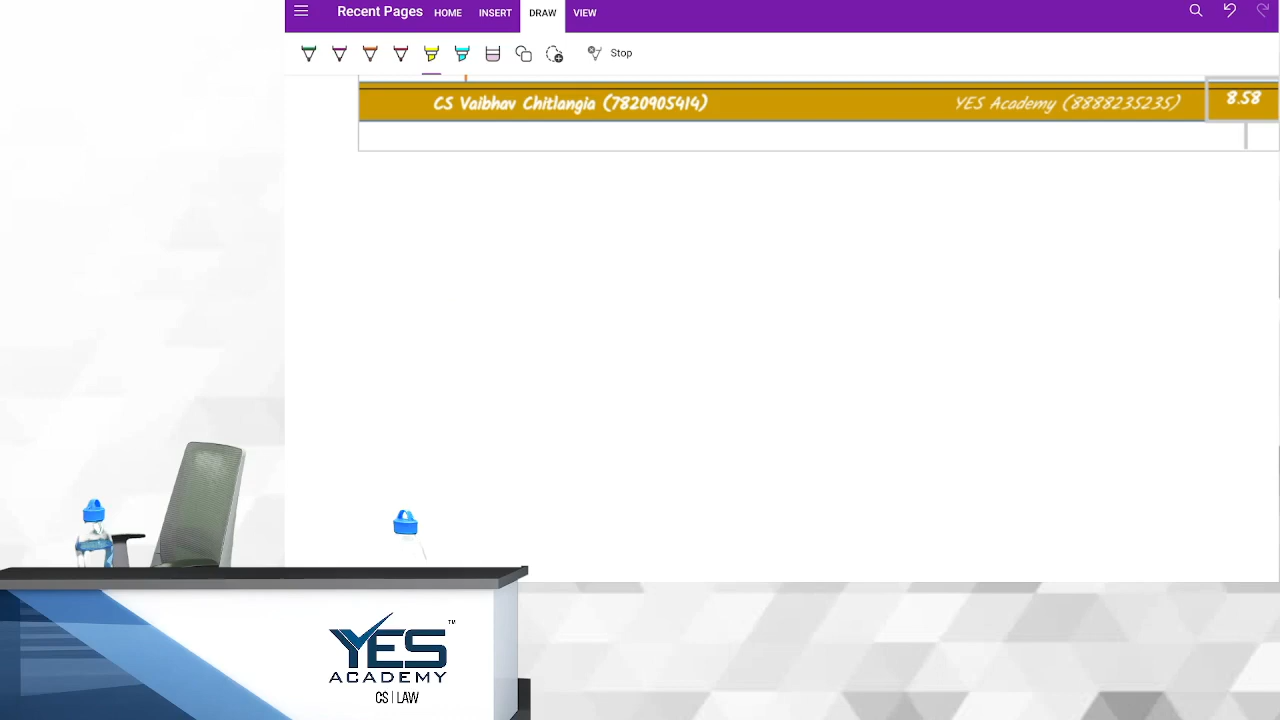 Recent Pages HOME INSERT DRAW VIEW
Stop
CS Vaibhav Chitlangia (7820905414) YES Academy (8888235235) 8.58
YES TM
ACADEMY
CS | LAW